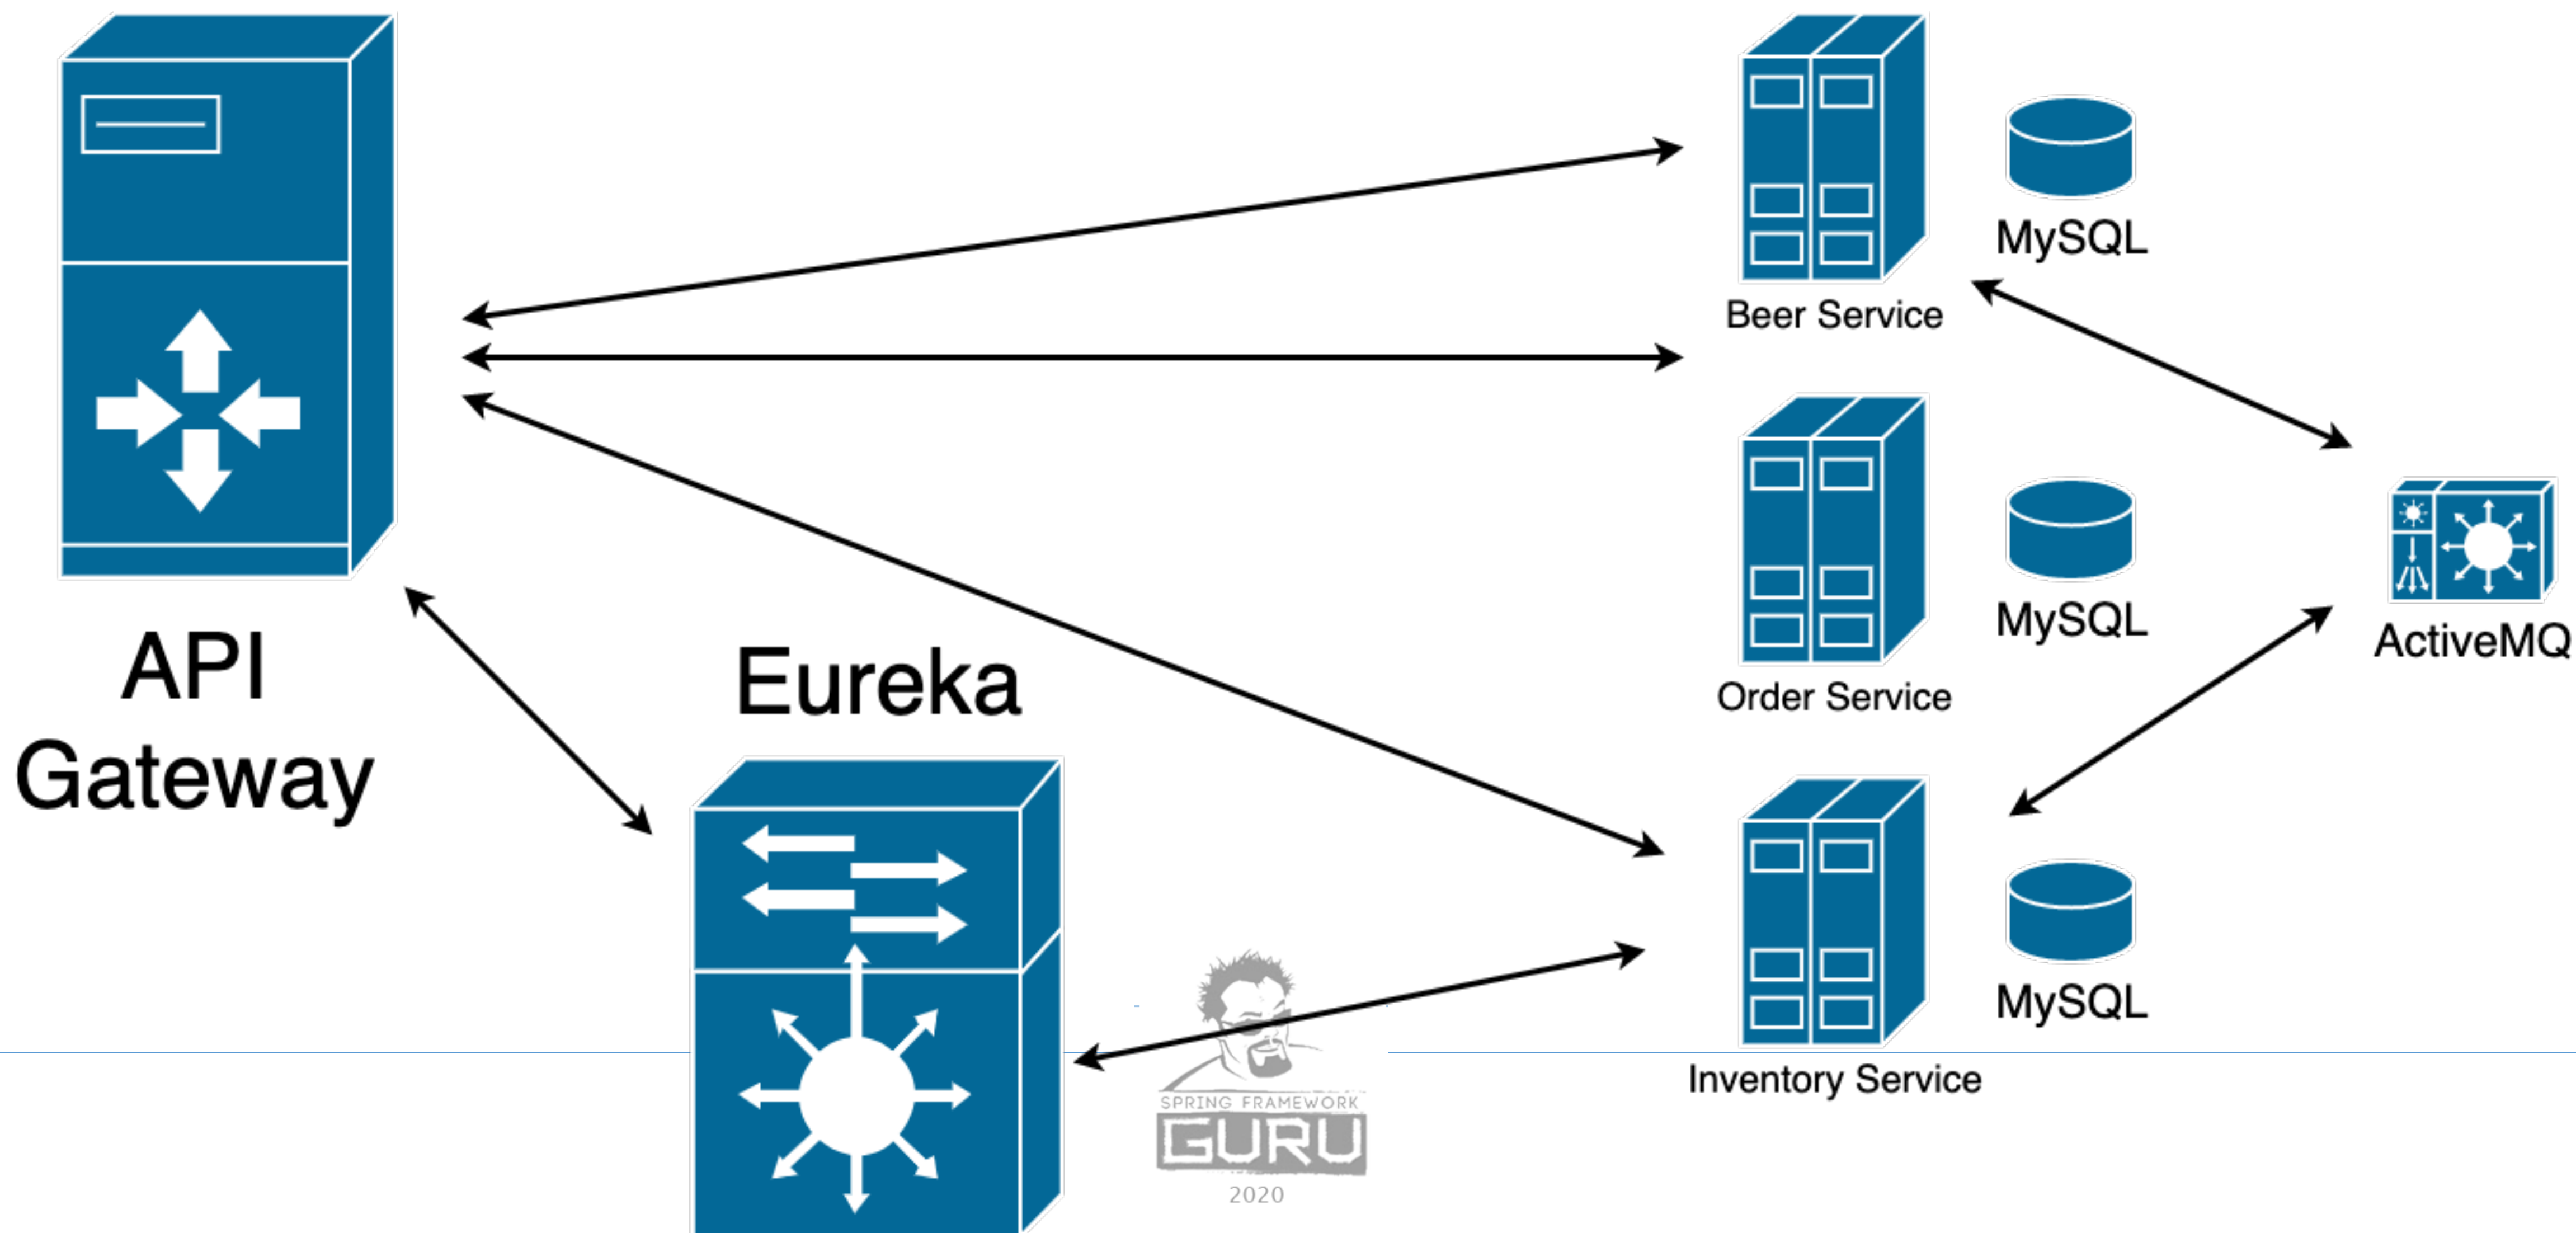 MySQL
Beer Service
API
Gateway
Eureka
MySQL
Order Service
ActiveMQ
MySQL
Inventory Service
SPRING FRAMEWORK
GURU
2020